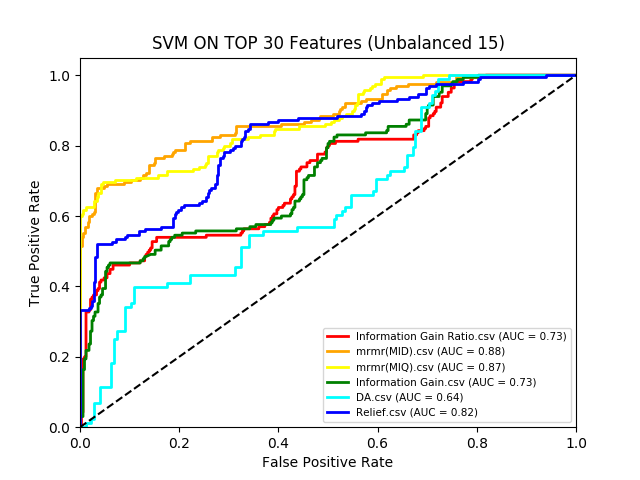 SVM ON TOP 30 Features (Unbalanced 15)
True Positive Rate
1.0
0.8
0.6
0.4
0.2
0.0
Information Gain Ratio.csv (AUC = 0.73)
mrmr(MID).csv (AUC = 0.88)
mrmr(MIQ).csv (AUC = 0.87)
Information Gain.csv (AUC = 0.73)
DA.csv (AUC = 0.64)
Relief.csv (AUC = 0.82)
0.0 0.2 0.4 0.6 0.8 1.0
False Positive Rate